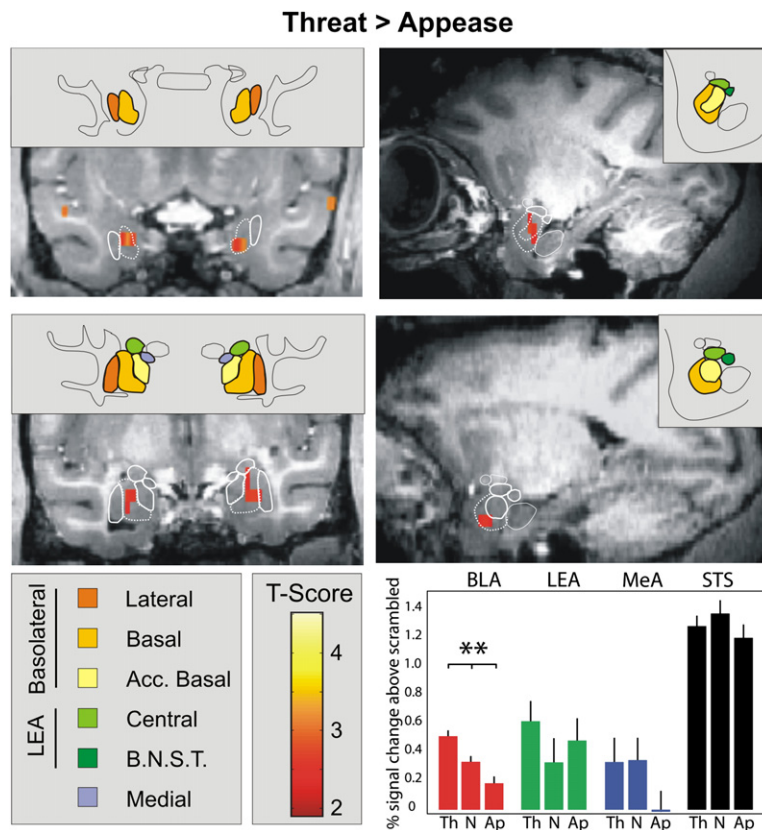 Threat > Appease
Basolateral
Lateral
Basal
Acc. Basal
LEA
Central
B.N.S.T.
Medial
T-Score
4
3
2
BLA LEA MeA STS
% signal change above scrambled
1.4
1.2
1.0
0.8
0.6
0.4
0.2
0
**
Th N Ap Th N Ap Th N Ap Th N Ap